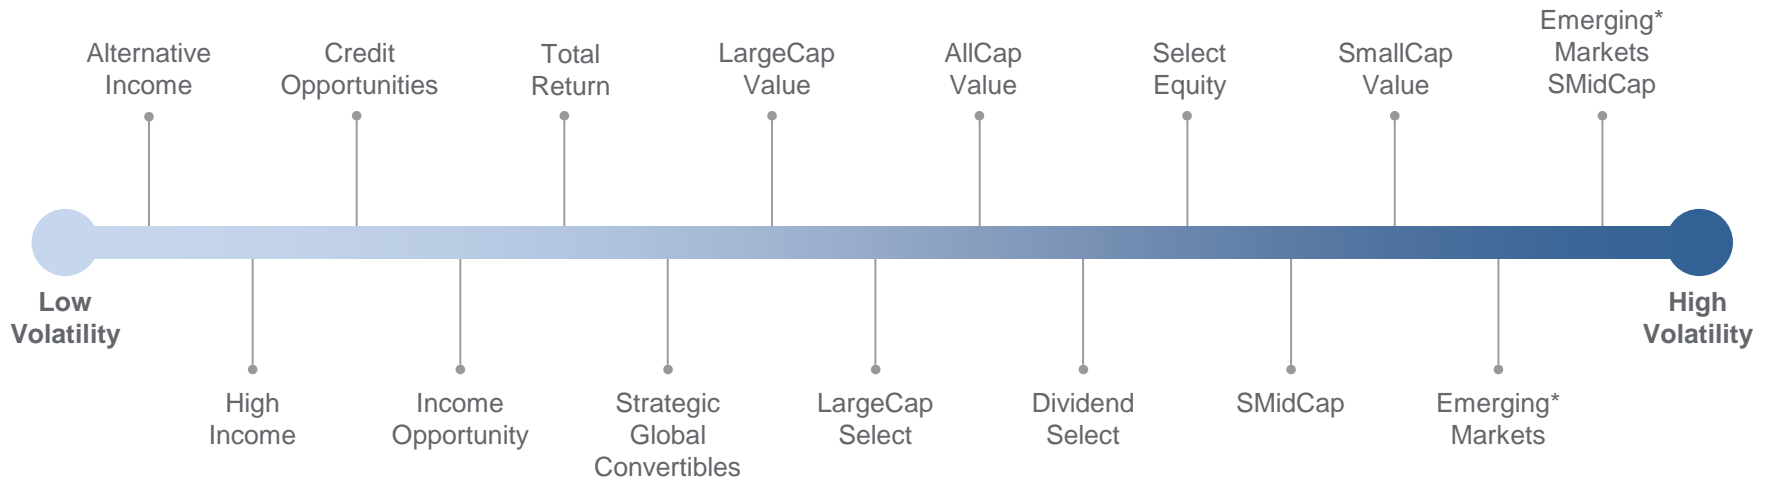 Alternative
Income
Credit
Opportunities
Total
Return
LargeCap
Value
AllCap
Value
Select
Equity
SmallCap
Value
Emerging*
Markets
SMidCap
Low
Volatility
High
Volatility
High
Income
Income
Opportunity
Strategic
Global
Convertibles
LargeCap
Select
Dividend
Select
SMidCap
Emerging*
Markets